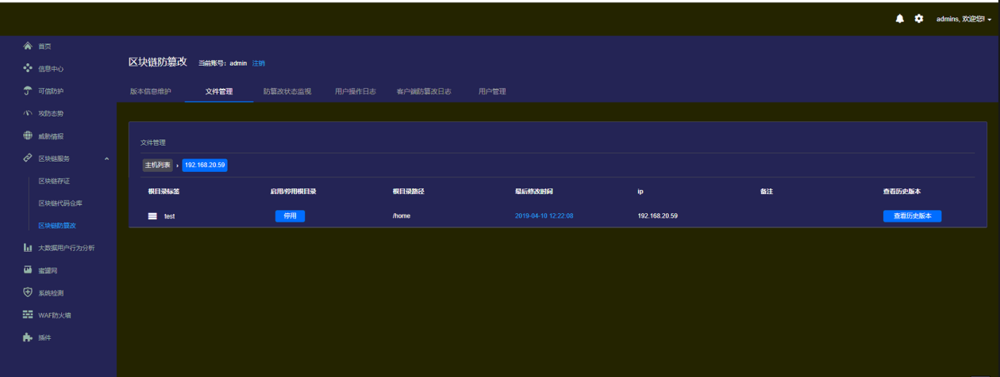 admins, 欢迎您!
首页
信息中心
可信防护
攻防态势
威胁情报
区块链服务
区块链存证
区块链代码仓库
区块链防篡改
大数据用户行为分析
蜜罐网
系统检测
WAF防火墙
插件
区块链防篡改 当前账号：admin 注销
版本信息维护 文件管理 防篡改状态监视 用户操作日志 客户端防篡改日志 用户管理
文件管理
主机列表 › 192.168.20.59
根目录标签 启用/停用根目录 根目录路径 最后修改时间 ip 备注 查看历史版本
test 停用 /home 2019-04-10 12:22:08 192.168.20.59 查看历史版本